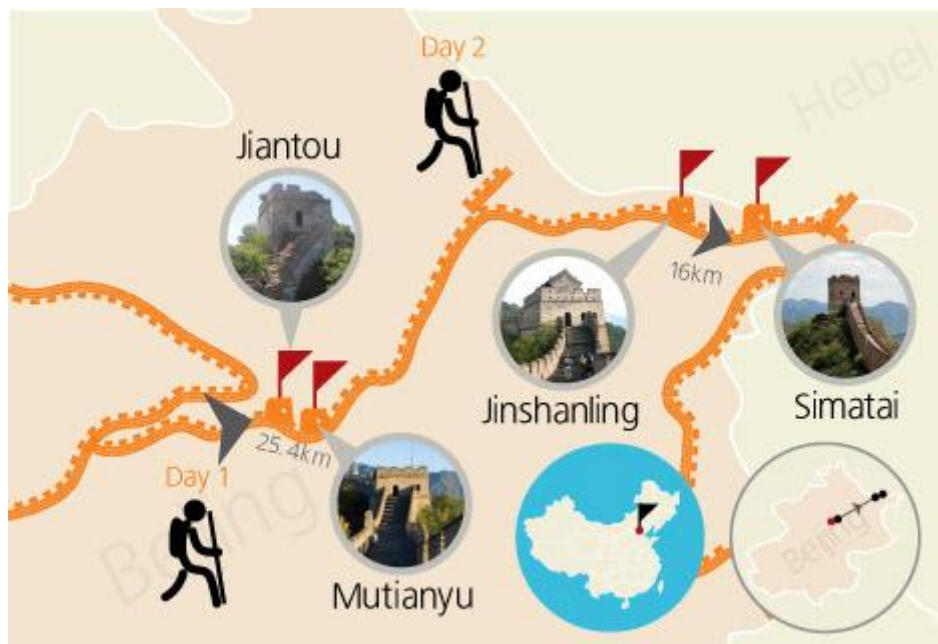 Day 2
Hebei
Jiantou
16km
Jinshanling
Simatai
25.4km
Day 1
Beijing
Mutianyu
Beijing